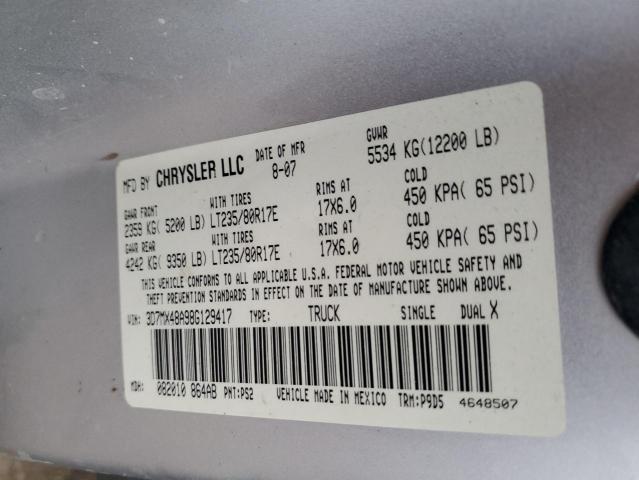 MFD BY CHRYSLER LLC DATE OF MFR 8-07 GVWR 5534 KG(12200 LB)
GAWR FRONT WITH TIRES RIMS AT COLD
2359 KG( 5200 LB) LT235/80R17E 17X6.0 450 KPA( 65 PSI)
GAWR REAR WITH TIRES RIMS AT COLD
4242 KG( 9350 LB) LT235/80R17E 17X6.0 450 KPA( 65 PSI)
THIS VEHICLE CONFORMS TO ALL APPLICABLE U.S.A. FEDERAL MOTOR VEHICLE SAFETY AND
THEFT PREVENTION STANDARDS IN EFFECT ON THE DATE OF MANUFACTURE SHOWN ABOVE.
VIN: 3D7MX48A98G129417 TYPE: TRUCK SINGLE DUAL X
MDH: 082010 864AB PNT:PS2 VEHICLE MADE IN MEXICO TRM:P9D5 4648507